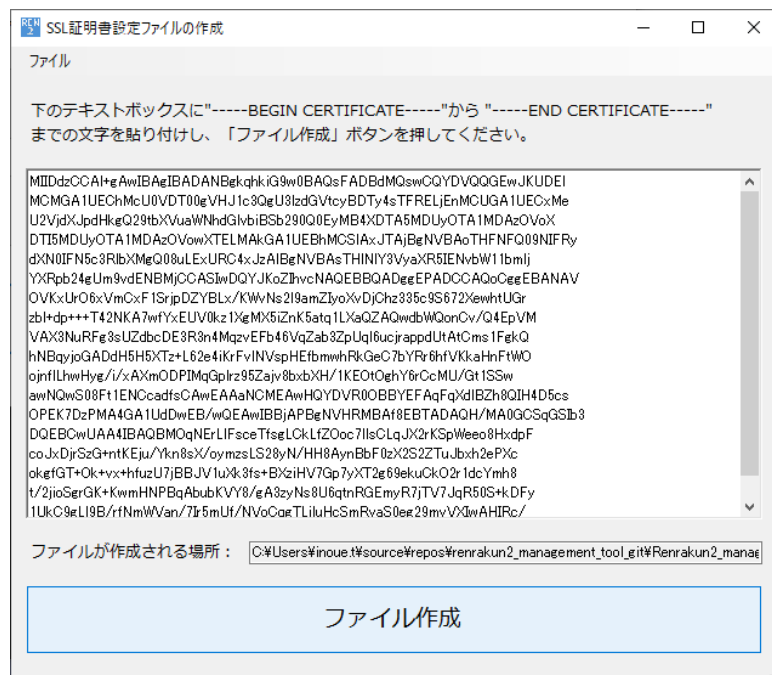 REN
2
SSL証明書設定ファイルの作成
ファイル
下のテキストボックスに"-----BEGIN CERTIFICATE-----"から "-----END CERTIFICATE-----"
までの文字を貼り付けし、「ファイル作成」ボタンを押してください。
MIIDdzCCAl+gAwIBAgIBADANBgkqhkiG9w0BAQsFADBdMQswCQYDVQQGEwJKUDEl
MCMGA1UEChMcU0VDT00gVHJ1c3QgU3lzdGVtcyBDTy4sTFRELjEnMCUGA1UECxMe
U2VjdXJpdHkgQ29tbXVuaWNhdGlvbiBSb290Q0EyMB4XDTA5MDUyOTA1MDAzOVoX
DTI5MDUyOTA1MDAzOVowXTELMAkGA1UEBhMCSlAxJTAjBgNVBAoTHFNFQ09NIFRy
dXN0IFN5c3RlbXMgQ08uLExURC4xJzAlBgNVBAsTHlNlY3VyaXR5IENvbW11bmlj
YXRpb24gUm9vdENBMjCCASIwDQYJKoZIhvcNAQEBBQADggEPADCCAQoCggEBANAV
OVKxUrO6xVmCxF1SrjpDZYBLx/KWvNs2l9amZIyoXvDjChz335c9S672XewhtUGr
zbl+dp+++T42NKA7wfYxEUV0kz1XgMX5iZnK5atq1LXaQZAQwdbWQonCv/Q4EpVM
VAX3NuRFg3sUZdbcDE3R3n4MqzvEFb46VqZab3ZpUql6ucjrappdUtAtCms1FgkQ
hNBqyjoGADdH5H5XTz+L62e4iKrFvlNVspHEfbmwhRkGeC7bYRr6hfVKkaHnFtWO
ojnfILhwHyg/i/xAXmODPIMqGplrz95Zajv8bxbXH/1KEOtOghY6rCcMU/Gt1SSw
awNQwS08Ft1ENCcadfsCAwEAAaNCMEAwHQYDVR0OBBYEFAqFqXdlBZh8QIH4D5cs
OPEK7DzPMA4GA1UdDwEB/wQEAwIBBjAPBgNVHRMBAf8EBTADAQH/MA0GCSqGSIb3
DQEBCwUAA4IBAQBMOqNErLlFsceTfsgLCkLfZOoc7llsCLqJX2rKSpWeeo8HxdpF
coJxDjrSzG+ntKEju/Ykn8sX/oymzsLS28yN/HH8AynBbF0zX2S2ZTuJbxh2ePXc
okgfGT+Ok+vx+hfuzU7jBBJV1uXk3fs+BXziHV7Gp7yXT2g69ekuCkO2r1dcYmh8
t/2jioSgrGK+KwmHNPBqAbubKVY8/gA3zyNs8U6qtnRGEmyR7jTV7JqR50S+kDFy
1UkC9gLl9B/rfNmWVan/7Ir5mUf/NVoCqgTLiluHcSmRvaS0eg29mvVXIwAHIRc/
ファイルが作成される場所：
C:¥Users¥inoue.t¥source¥repos¥renrakun2_management_tool_git¥Renrakun2_manag
ファイル作成